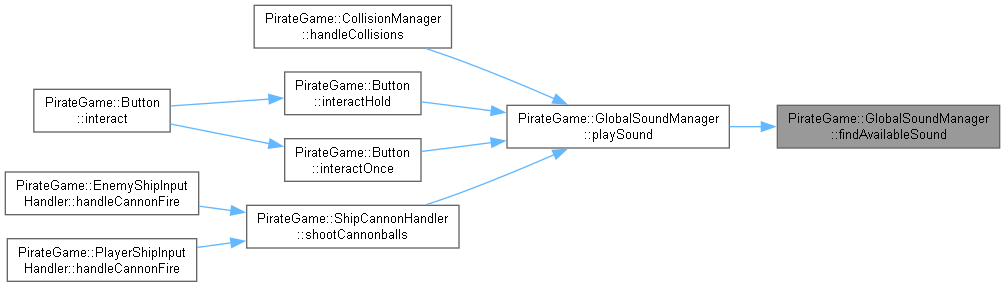 PirateGame::CollisionManager
::handleCollisions
PirateGame::Button
::interactHold
PirateGame::Button
::interact
PirateGame::GlobalSoundManager
::playSound
PirateGame::GlobalSoundManager
::findAvailableSound
PirateGame::Button
::interactOnce
PirateGame::EnemyShipInput
Handler::handleCannonFire
PirateGame::ShipCannonHandler
::shootCannonballs
PirateGame::PlayerShipInput
Handler::handleCannonFire